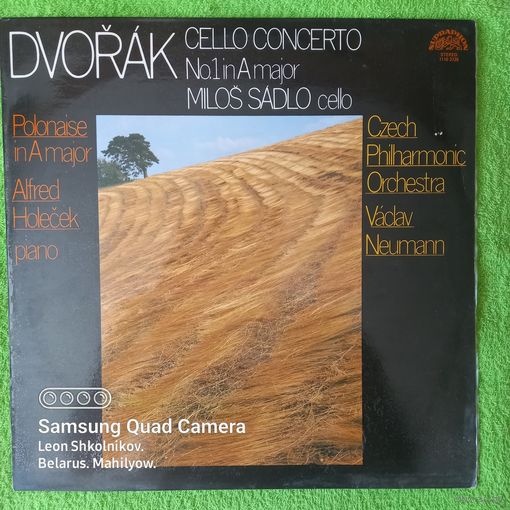 DVOŘÁK
CELLO CONCERTO
No.1 in A major
MILOŠ SÁDLO cello
SUPRAPHON
STEREO
Polonaise
in A major
Alfred
Holeček
piano
Czech
Philharmonic
Orchestra
Václav
Neumann
Samsung Quad Camera
Leon Shkolnikov.
Belarus. Mahilyow.